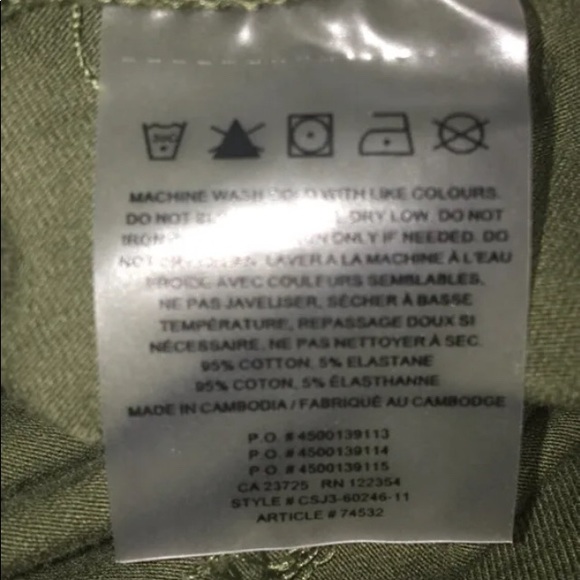 30C
MACHINE WASH COLD WITH LIKE COLOURS.
DO NOT DRY LOW. DO NOT
IRON ONLY IF NEEDED. DO
NOT LAVER À LA MACHINE À L'EAU
FROIDE AVEC COULEURS SEMBLABLES,
NE PAS JAVELISER, SÉCHER À BASSE
TEMPÉRATURE, REPASSAGE DOUX SI
NÉCESSAIRE, NE PAS NETTOYER À SEC.
95% COTTON, 5% ELASTANE
95% COTON, 5% ÉLASTHANNE
MADE IN CAMBODIA / FABRIQUÉ AU CAMBODGE
P.O. # 4500139113
P.O. # 4500139114
P.O. # 4500139115
CA 23725 RN 122354
STYLE # CSJ3-60246-11
ARTICLE # 74532